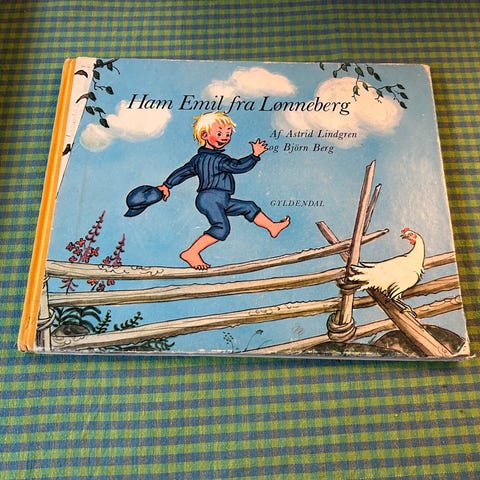 Ham Emil fra Lønneberg
Af Astrid Lindgren
og Björn Berg
GYLDENDAL